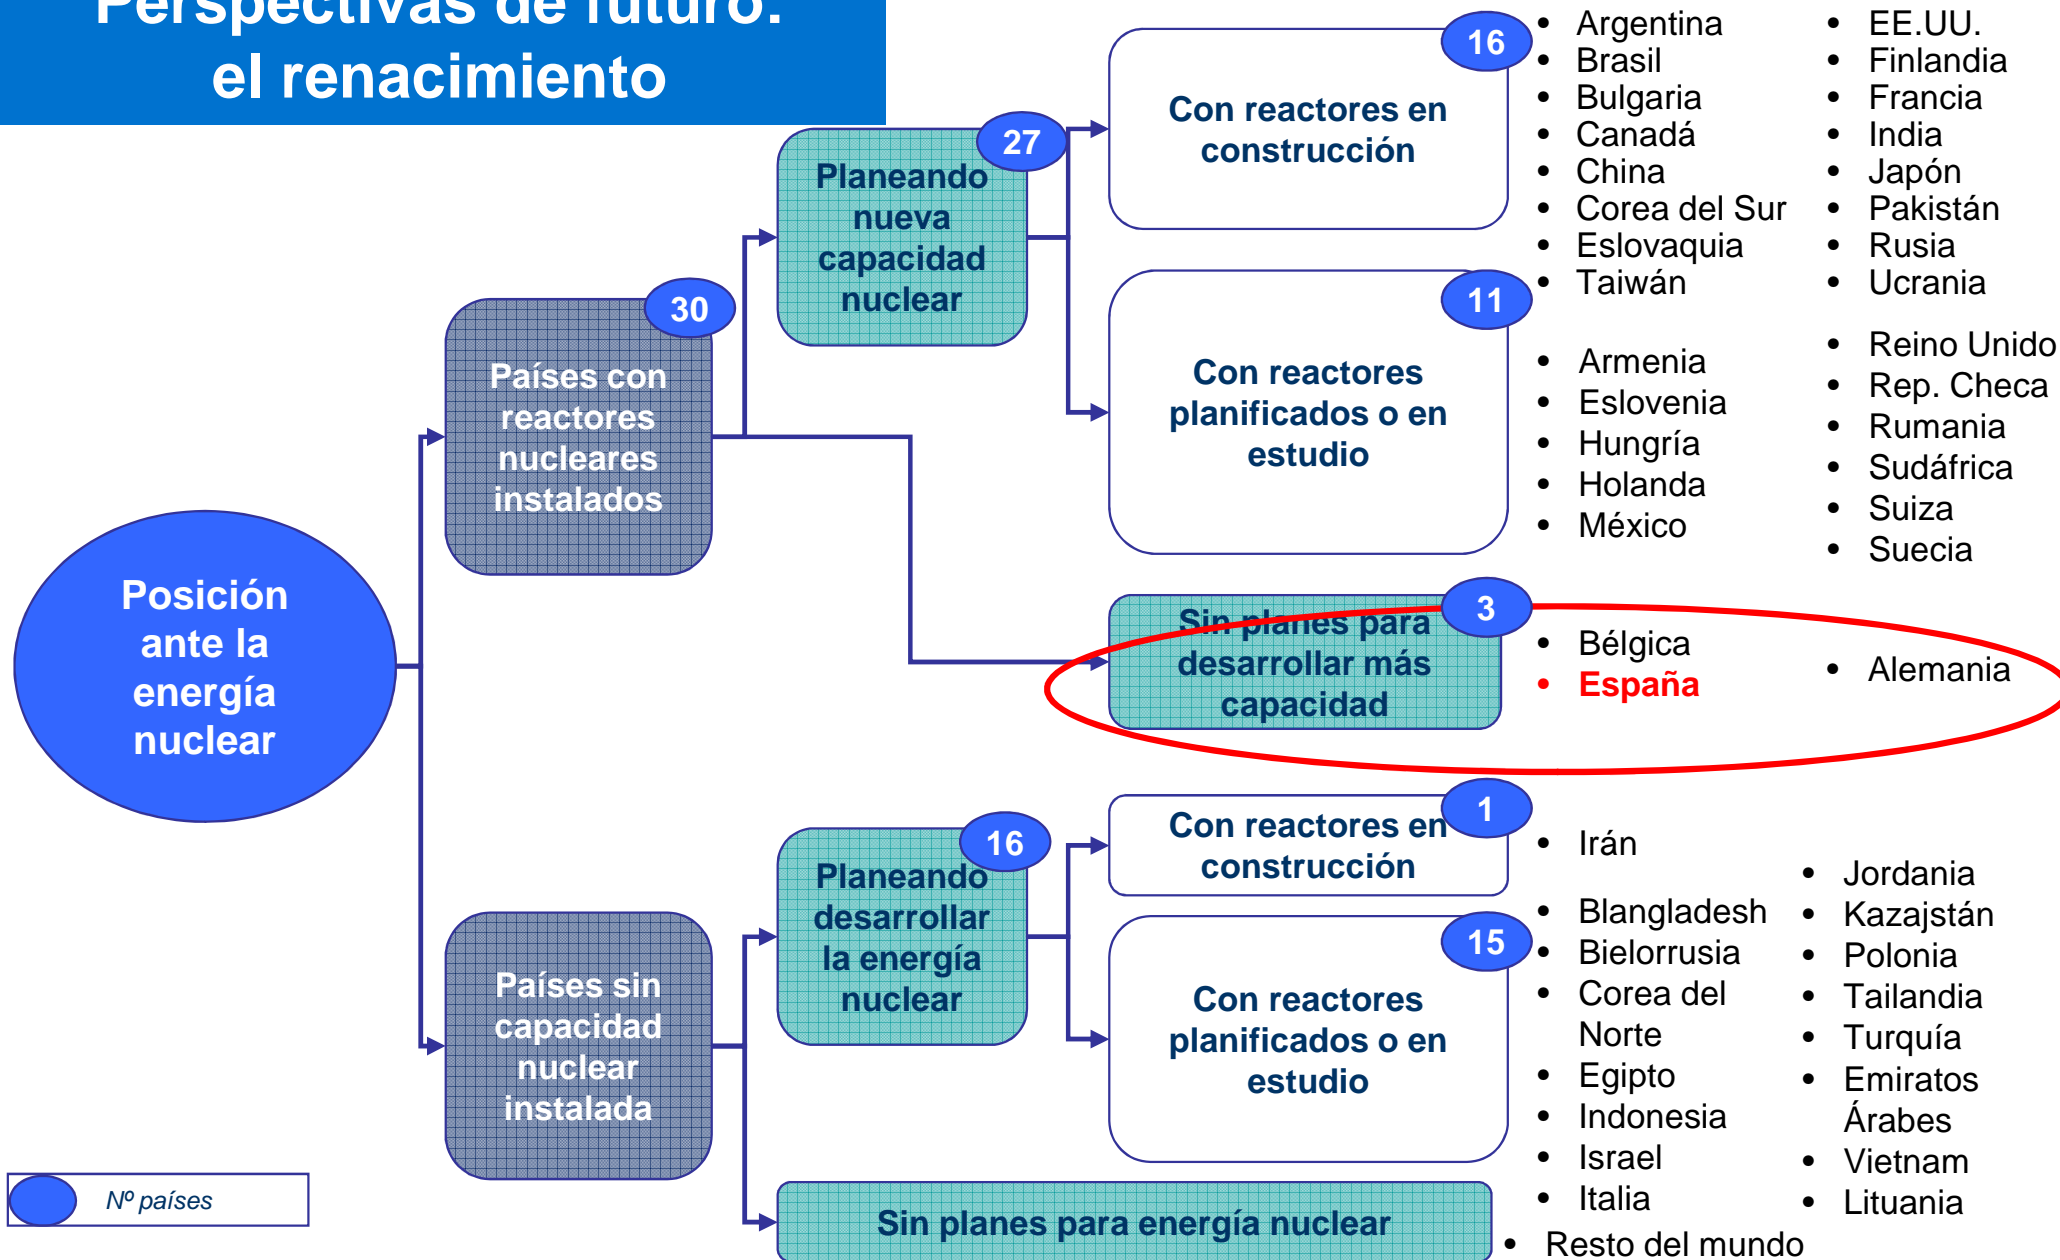 Perspectivas de futuro:
el renacimiento
Posición
ante la
energía
nuclear
30
Países con
reactores
nucleares
instalados
27
Planeando
nueva
capacidad
nuclear
16
Con reactores en
construcción
• Argentina
• Brasil
• Bulgaria
• Canadá
• China
• Corea del Sur
• Eslovaquia
• Taiwán
• EE.UU.
• Finlandia
• Francia
• India
• Japón
• Pakistán
• Rusia
• Ucrania
11
Con reactores
planificados o en
estudio
• Armenia
• Eslovenia
• Hungría
• Holanda
• México
• Reino Unido
• Rep. Checa
• Rumania
• Sudáfrica
• Suiza
• Suecia
3
Sin planes para
desarrollar más
capacidad
• Bélgica
• España
• Alemania
Países sin
capacidad
nuclear
instalada
16
Planeando
desarrollar
la energía
nuclear
1
Con reactores en
construcción
• Irán
15
Con reactores
planificados o en
estudio
• Blangladesh
• Bielorrusia
• Corea del
Norte
• Egipto
• Indonesia
• Israel
• Italia
• Jordania
• Kazajstán
• Polonia
• Tailandia
• Turquía
• Emiratos
Árabes
• Vietnam
• Lituania
Sin planes para energía nuclear
• Resto del mundo
Nº países